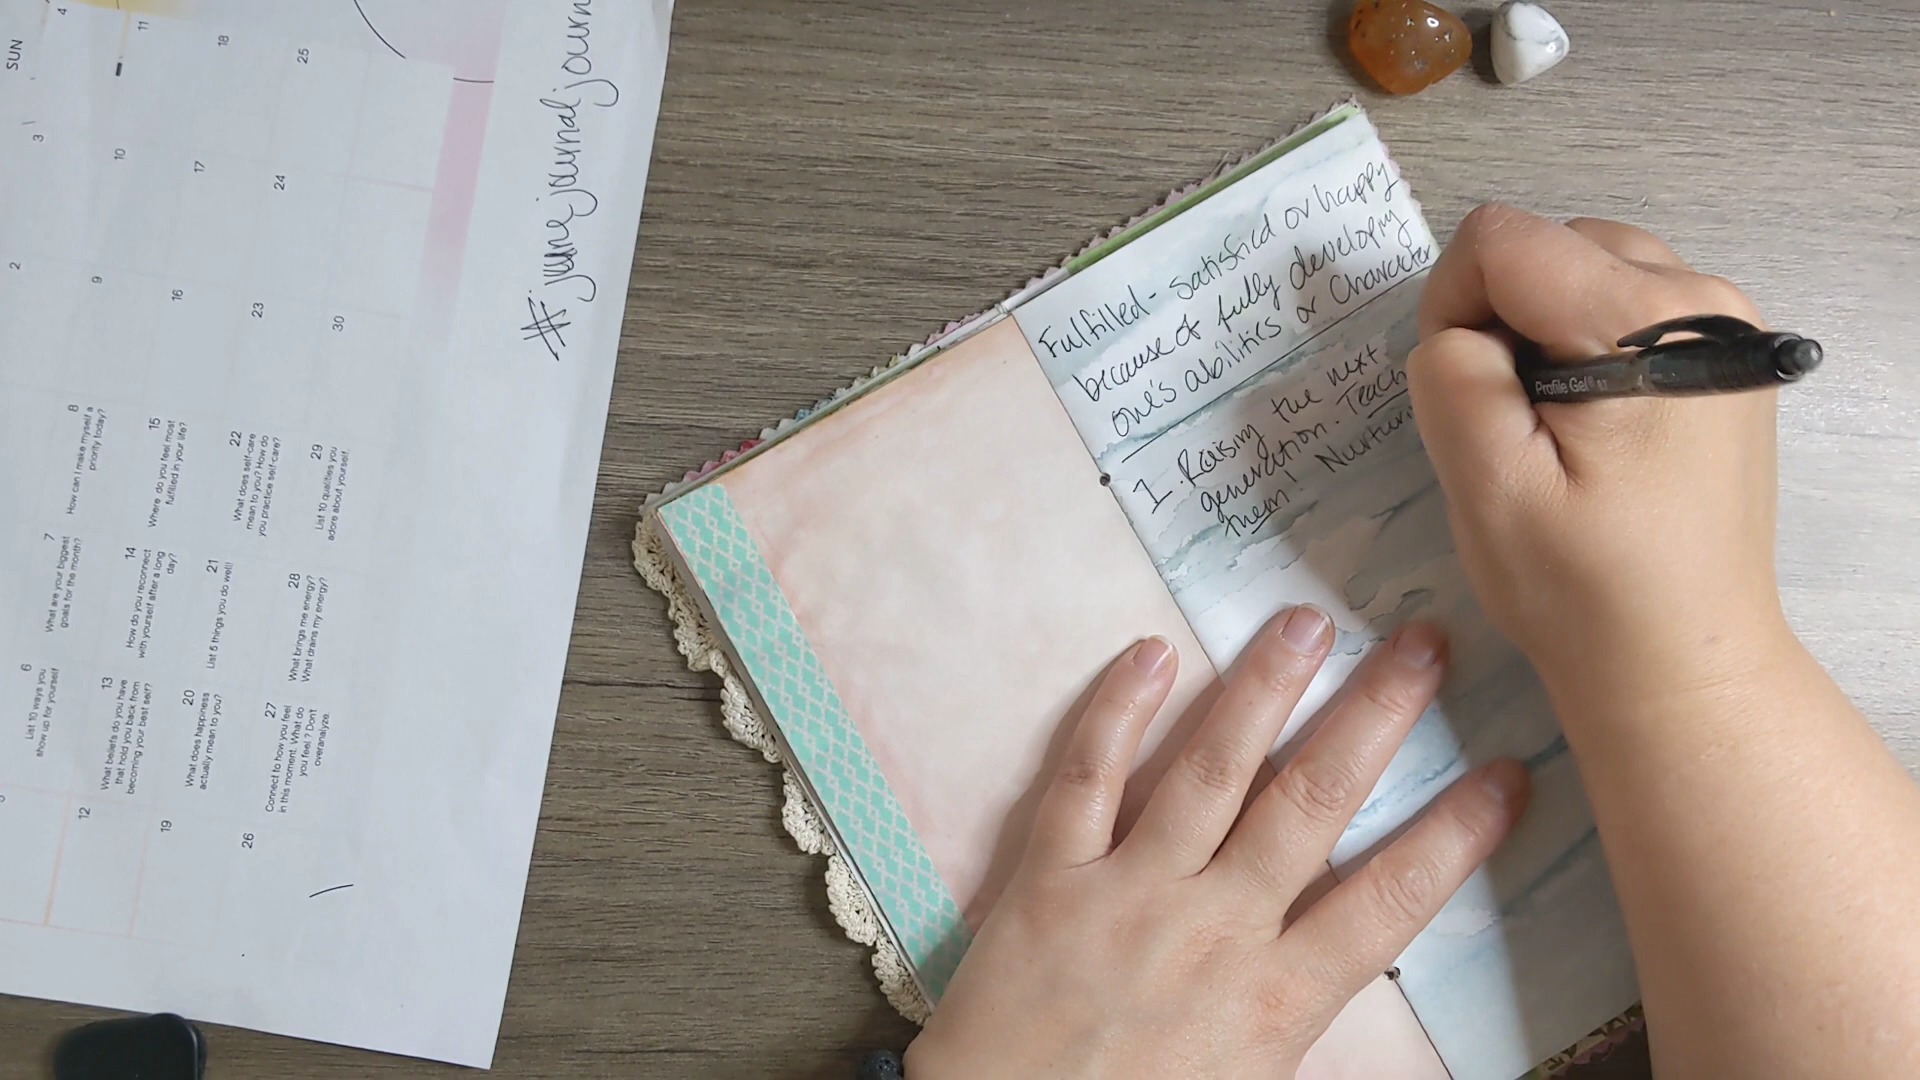 SUN
4
11
18
25
3
10
17
24
2
9
16
23
30
#junejournaljourn
8
How can I make myself a
priority today?
15
Where do you feel most
fulfilled in your life?
22
What does self-care
mean to you? How do
you practice self-care?
29
List 10 qualities you
adore about yourself.
7
What are your biggest
goals for the month?
14
How do you reconnect
with yourself after a long
day?
21
List 5 things you do well!
28
What brings me energy?
What drains my energy?
6
List 10 ways you
show up for yourself
13
What beliefs do you have
that hold you back from
becoming your best self?
20
What does happiness
actually mean to you?
27
Connect to how you feel
in this moment. What do
you feel? Don't
overanalyze.
5
12
19
26
Fulfilled - satisfied or happy
because of fully developing
one's abilities or character
1. Raising the next
generation. Teach
them! Nurturi
Profile Gel